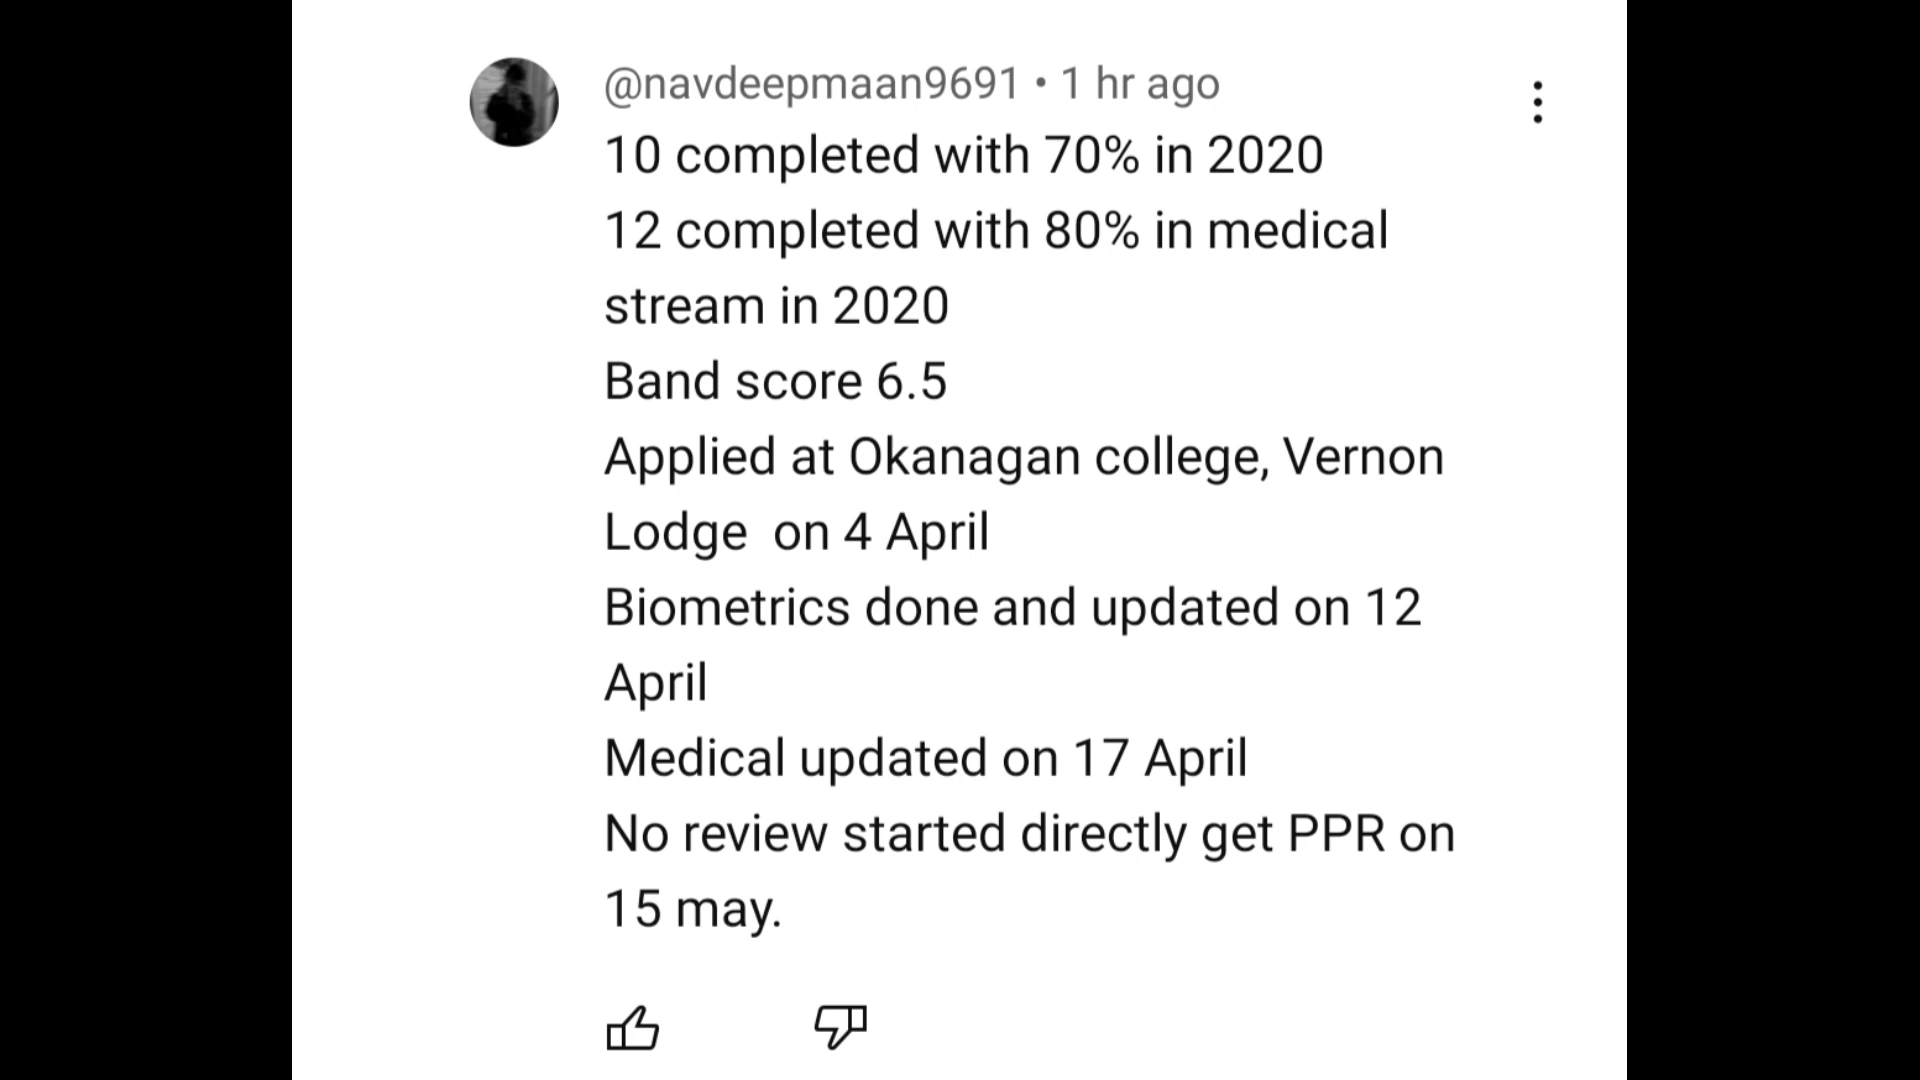 @navdeepmaan9691 • 1 hr ago
10 completed with 70% in 2020
12 completed with 80% in medical
stream in 2020
Band score 6.5
Applied at Okanagan college, Vernon
Lodge  on 4 April
Biometrics done and updated on 12
April
Medical updated on 17 April
No review started directly get PPR on
15 may.